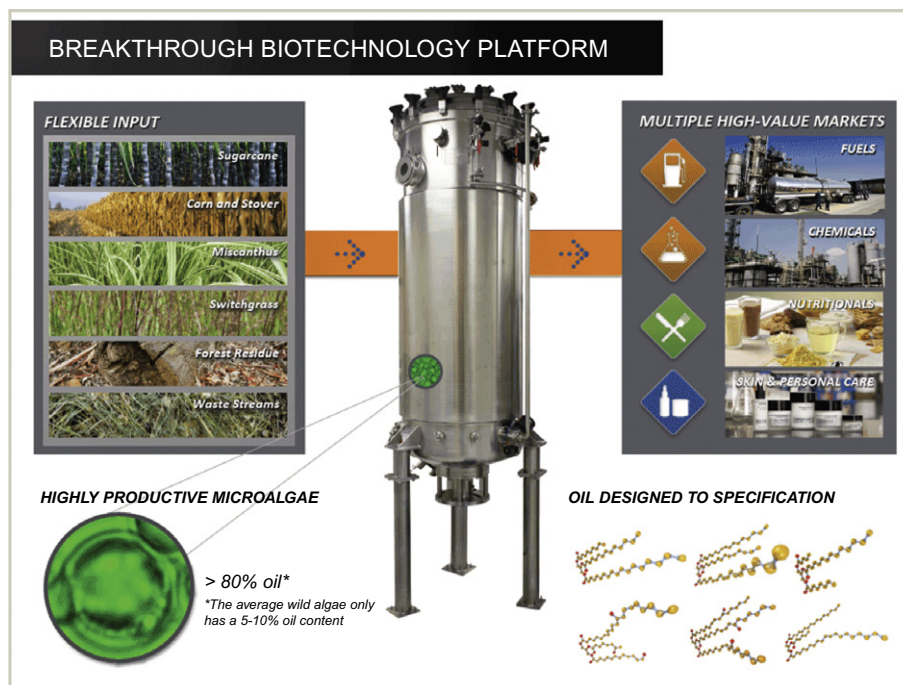 BREAKTHROUGH BIOTECHNOLOGY PLATFORM
FLEXIBLE INPUT
Sugarcane
Corn and Stover
Miscanthus
Switchgrass
Forest Residue
Waste Streams
MULTIPLE HIGH-VALUE MARKETS
FUELS
CHEMICALS
NUTRITIONALS
SKIN & PERSONAL CARE
HIGHLY PRODUCTIVE MICROALGAE
> 80% oil*
*The average wild algae only
has a 5-10% oil content
OIL DESIGNED TO SPECIFICATION